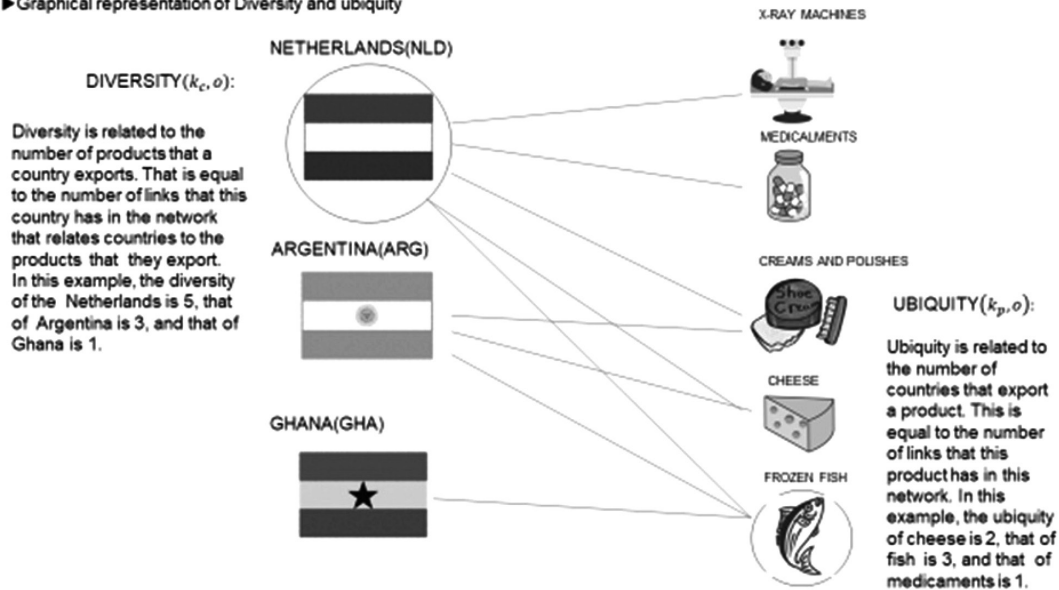 ▶Graphical representation of Diversity and ubiquity
NETHERLANDS(NLD)
DIVERSITY(k_c,o):
Diversity is related to the
number of products that a
country exports. That is equal
to the number of links that this
country has in the network
that relates countries to the
products that they export.
In this example, the diversity
of the Netherlands is 5, that
of Argentina is 3, and that of
Ghana is 1.
ARGENTINA(ARG)
GHANA(GHA)
X-RAY MACHINES
MEDICALMENTS
CREAMS AND POLISHES
Shoe
Crea
CHEESE
FROZEN FISH
UBIQUITY(k_p,o):
Ubiquity is related to
the number of
countries that export
a product. This is
equal to the number
of links that this
product has in this
network. In this
example, the ubiquity
of cheese is 2, that of
fish is 3, and that of
medicaments is 1.